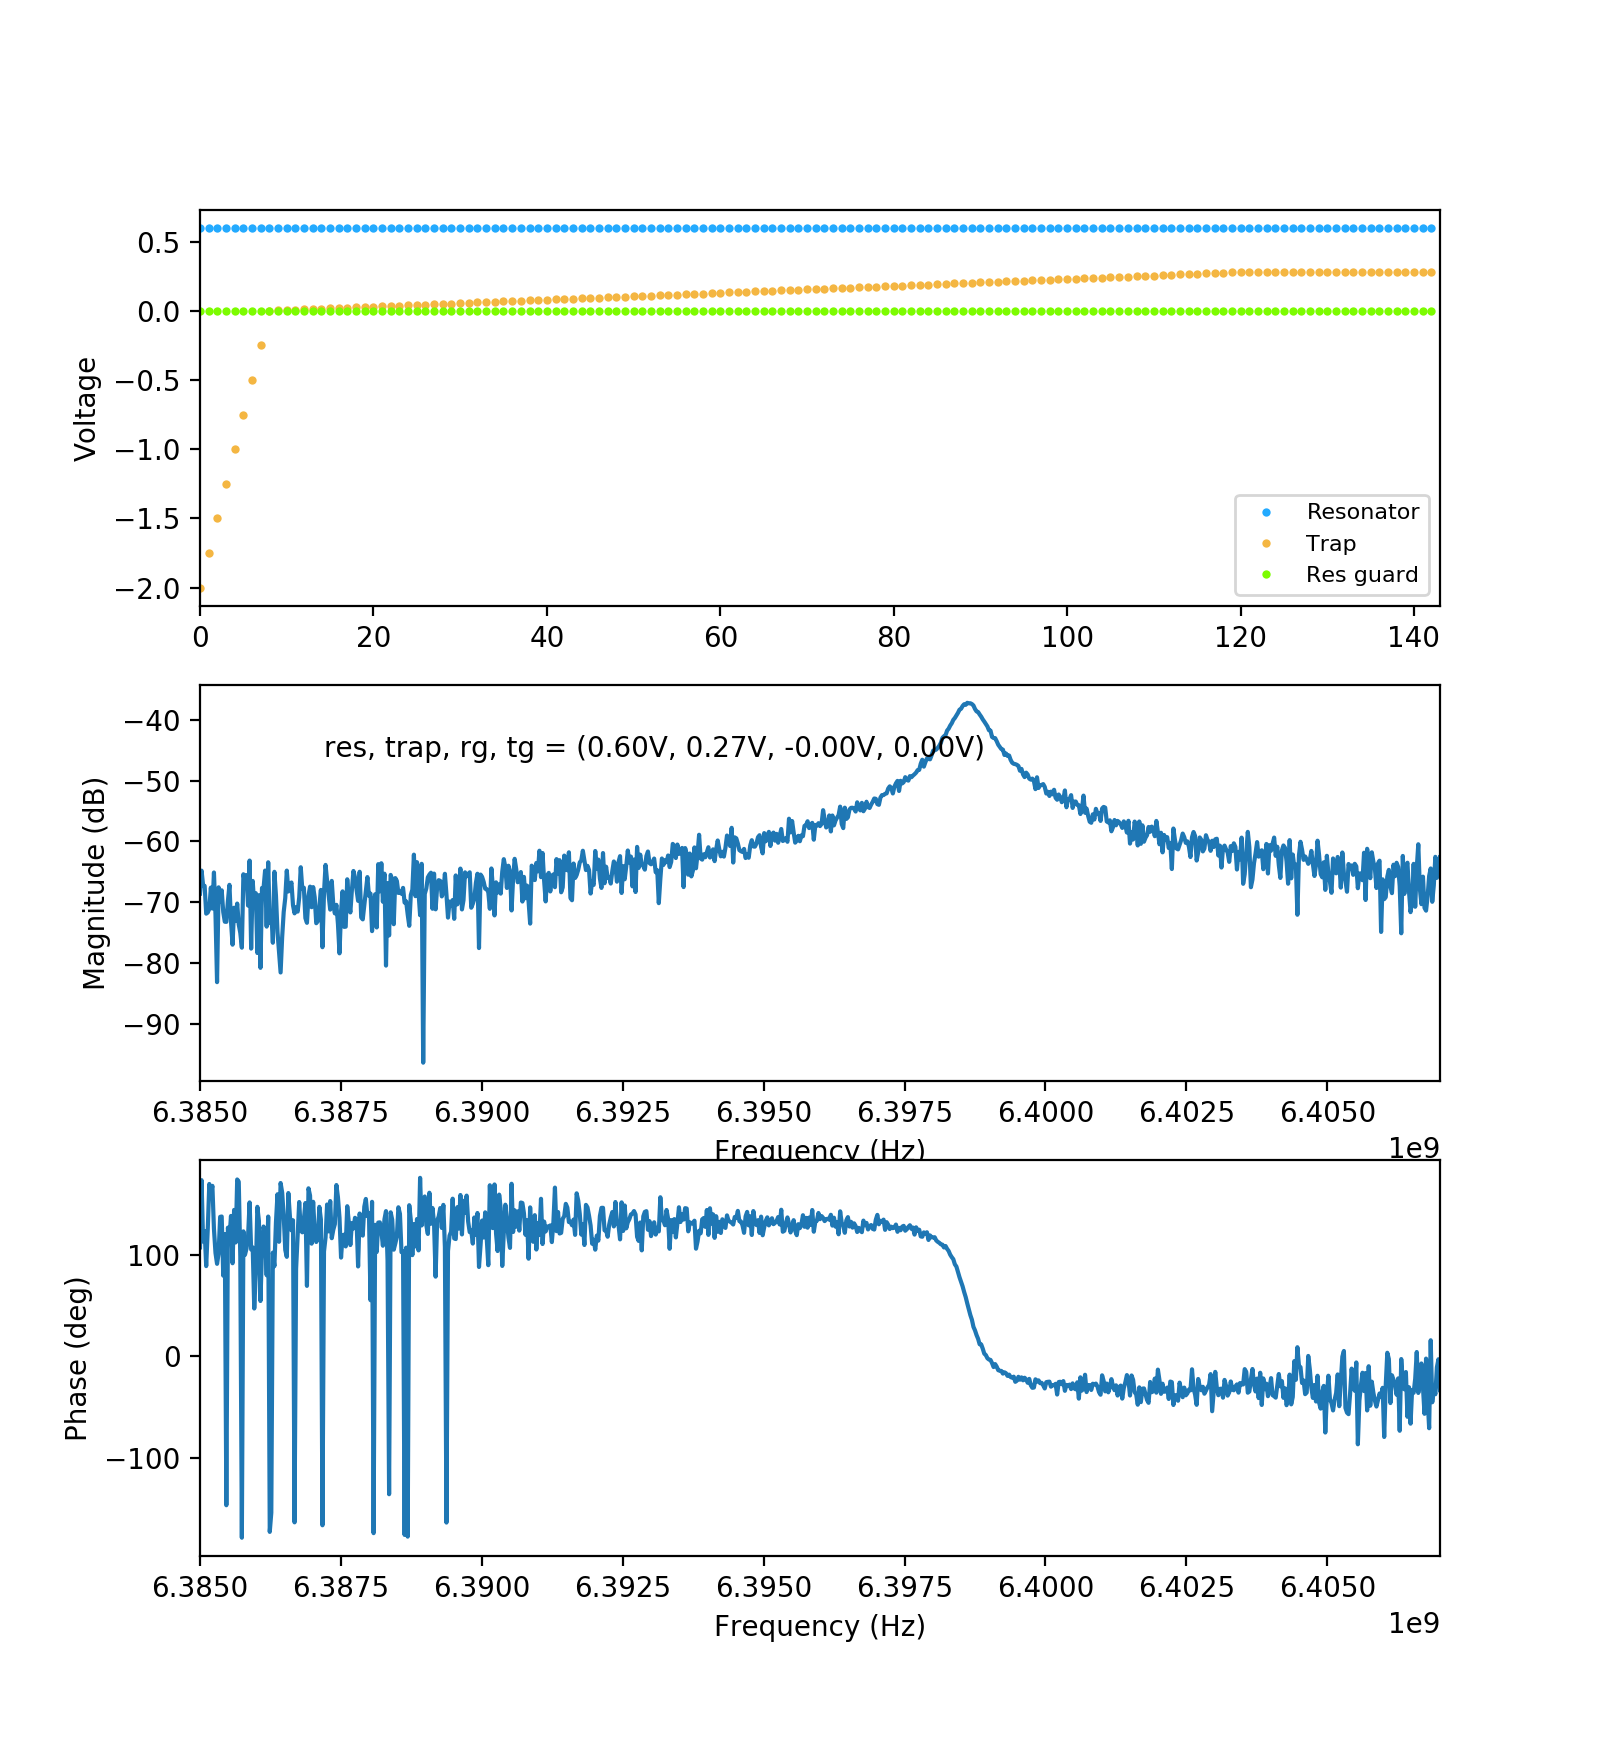 0.5
0.0
−0.5
−1.0
−1.5
−2.0
Voltage
Resonator
Trap
Res guard
0 20 40 60 80 100 120 140
−40
−50
−60
−70
−80
−90
Magnitude (dB)
res, trap, rg, tg = (0.60V, 0.27V, -0.00V, 0.00V)
6.3850 6.3875 6.3900 6.3925 6.3950 6.3975 6.4000 6.4025 6.4050
Frequency (Hz)
1e9
100
0
−100
Phase (deg)
6.3850 6.3875 6.3900 6.3925 6.3950 6.3975 6.4000 6.4025 6.4050
Frequency (Hz)
1e9